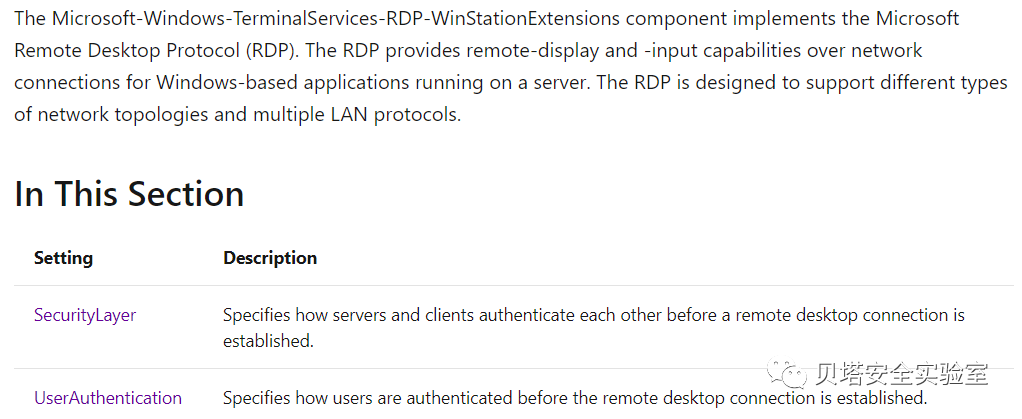 The Microsoft-Windows-TerminalServices-RDP-WinStationExtensions component implements the Microsoft
Remote Desktop Protocol (RDP). The RDP provides remote-display and -input capabilities over network
connections for Windows-based applications running on a server. The RDP is designed to support different types
of network topologies and multiple LAN protocols.
In This Section
Setting Description
SecurityLayer Specifies how servers and clients authenticate each other before a remote desktop connection is
established.
贝塔安全实验室
UserAuthentication Specifies how users are authenticated before the remote desktop connection is established.